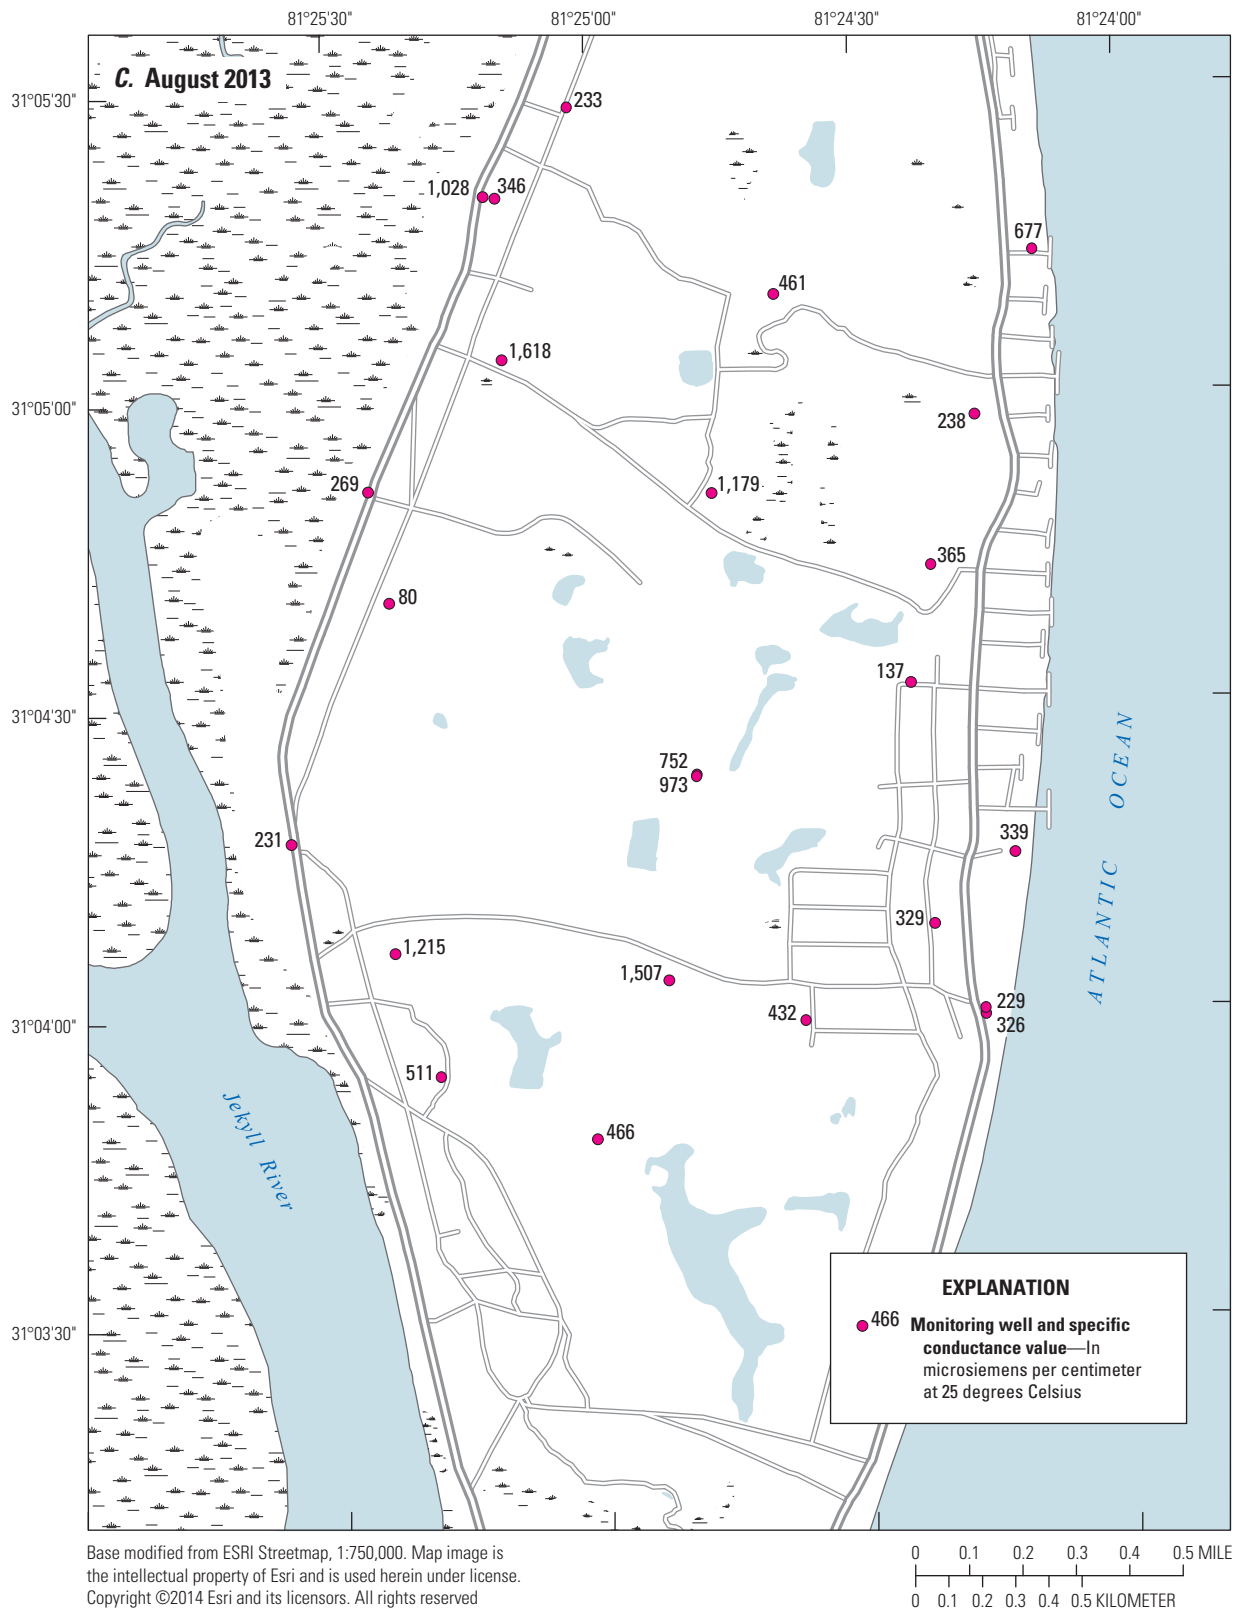 81°25'30" 81°25'00" 81°24'30" 81°24'00"
C. August 2013
31°05'30"
233
1,028 346
677
461
1,618
31°05'00"
238
269
1,179
365
80
137
31°04'30"
752
973
231
339
329
1,215
1,507
432
229
31°04'00"
326
511
466
ATLANTIC OCEAN
Jekyll River
31°03'30"
EXPLANATION
466 Monitoring well and specific
conductance value—In
microsiemens per centimeter
at 25 degrees Celsius
Base modified from ESRI Streetmap, 1:750,000. Map image is
the intellectual property of Esri and is used herein under license.
Copyright ©2014 Esri and its licensors. All rights reserved
0 0.1 0.2 0.3 0.4 0.5 MILE
0 0.1 0.2 0.3 0.4 0.5 KILOMETER